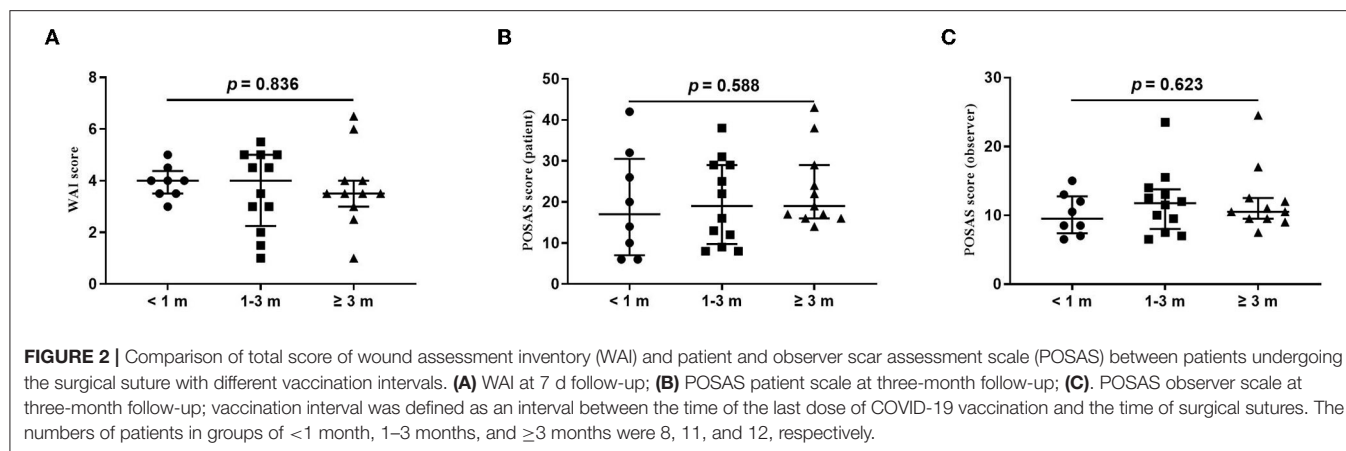 A
B
C
p = 0.836
p = 0.588
p = 0.623
WAI score
8
6
4
2
0
< 1 m 1-3 m ≥ 3 m
POSAS score (patient)
50
40
30
20
10
0
< 1 m 1-3 m ≥ 3 m
POSAS score (observer)
30
20
10
0
< 1 m 1-3 m ≥ 3 m
FIGURE 2 | Comparison of total score of wound assessment inventory (WAI) and patient and observer scar assessment scale (POSAS) between patients undergoing
the surgical suture with different vaccination intervals. (A) WAI at 7 d follow-up; (B) POSAS patient scale at three-month follow-up; (C). POSAS observer scale at
three-month follow-up; vaccination interval was defined as an interval between the time of the last dose of COVID-19 vaccination and the time of surgical sutures. The
numbers of patients in groups of <1 month, 1–3 months, and ≥3 months were 8, 11, and 12, respectively.